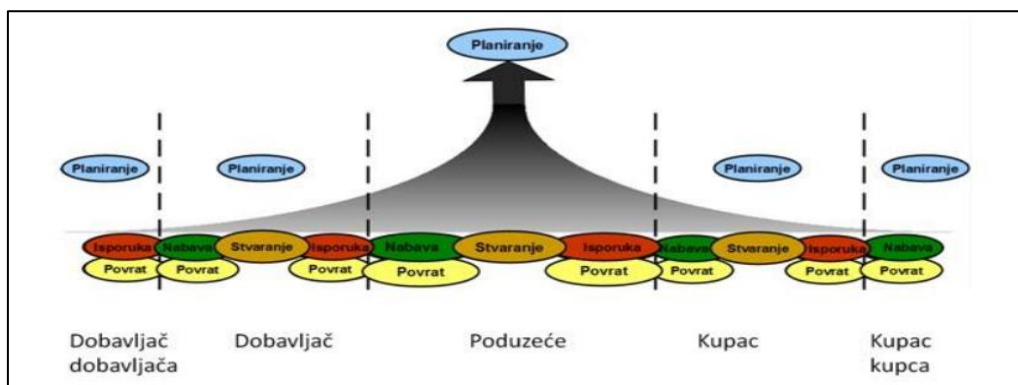 Planiranje
Planiranje Planiranje Planiranje Planiranje
Isporuka Nabava Stvaranje Isporuka Nabava Stvaranje Isporuka Nabava Stvaranje Isporuka Nabava
Povrat Povrat Povrat Povrat Povrat Povrat Povrat Povrat
Dobavljač Dobavljač Poduzeće Kupac Kupac
dobavljača kupca